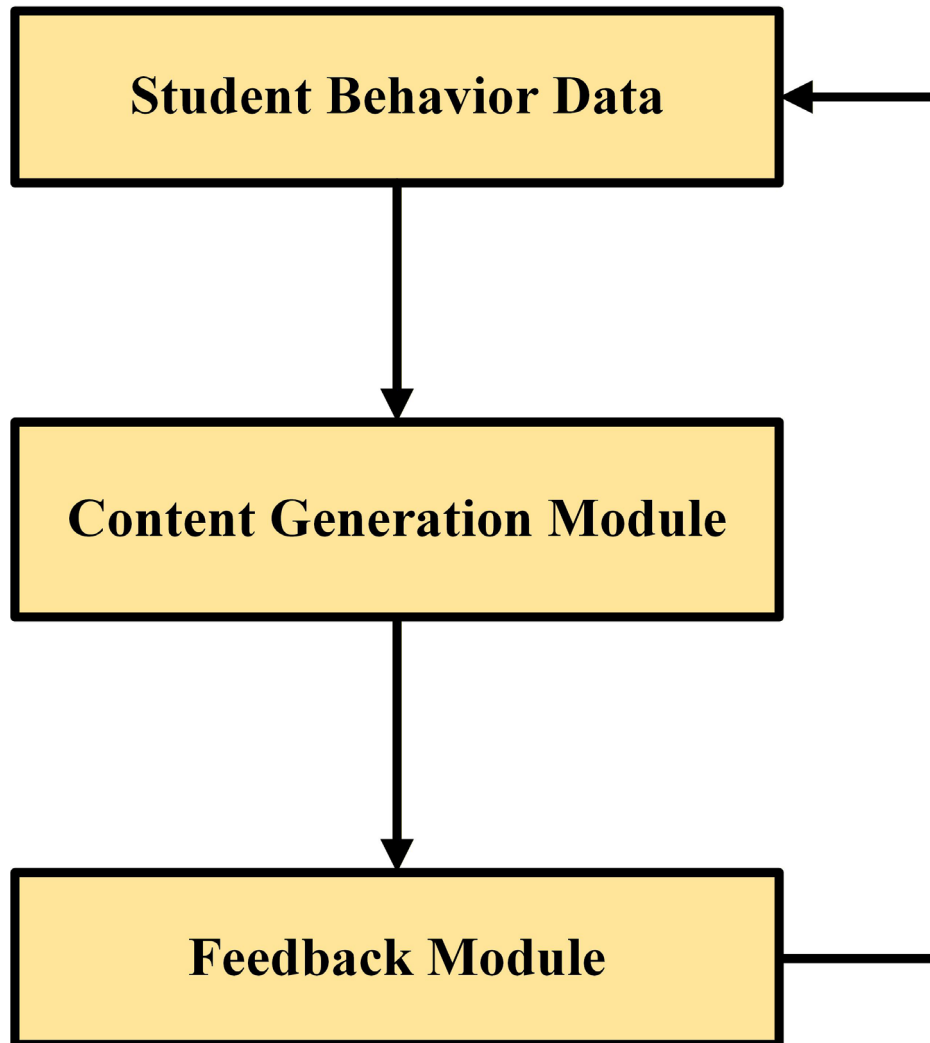 Student Behavior Data
Content Generation Module
Feedback Module